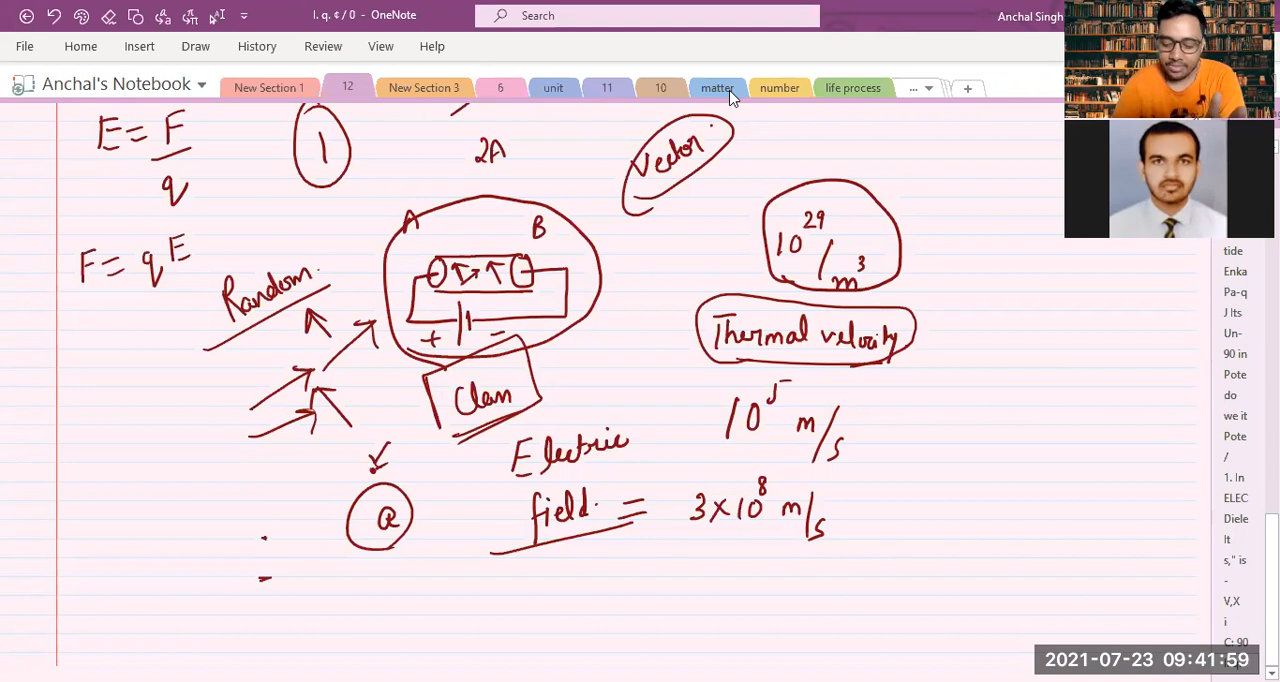 I. q. ¢ / 0 - OneNote
Search
Anchal Singh
File Home Insert Draw History Review View Help
Anchal's Notebook
New Section 1 12 New Section 3 6 unit 11 10 matter number life process ... +
E = F / q
1
2A
Vector
F = qE
A B
+ -
10^29 / m^3
Random.
Thermal velocity
Clan
10^5 m/s
Electric
field. = 3×10^8 m/s
a
tide
Enka
Pa-q
J Its
Un-
90 in
Pote
do
we it
Pote
/
1. In
ELEC
Diele
It
s," is
-
V,X
i
C: 90
2021-07-23 09:41:59